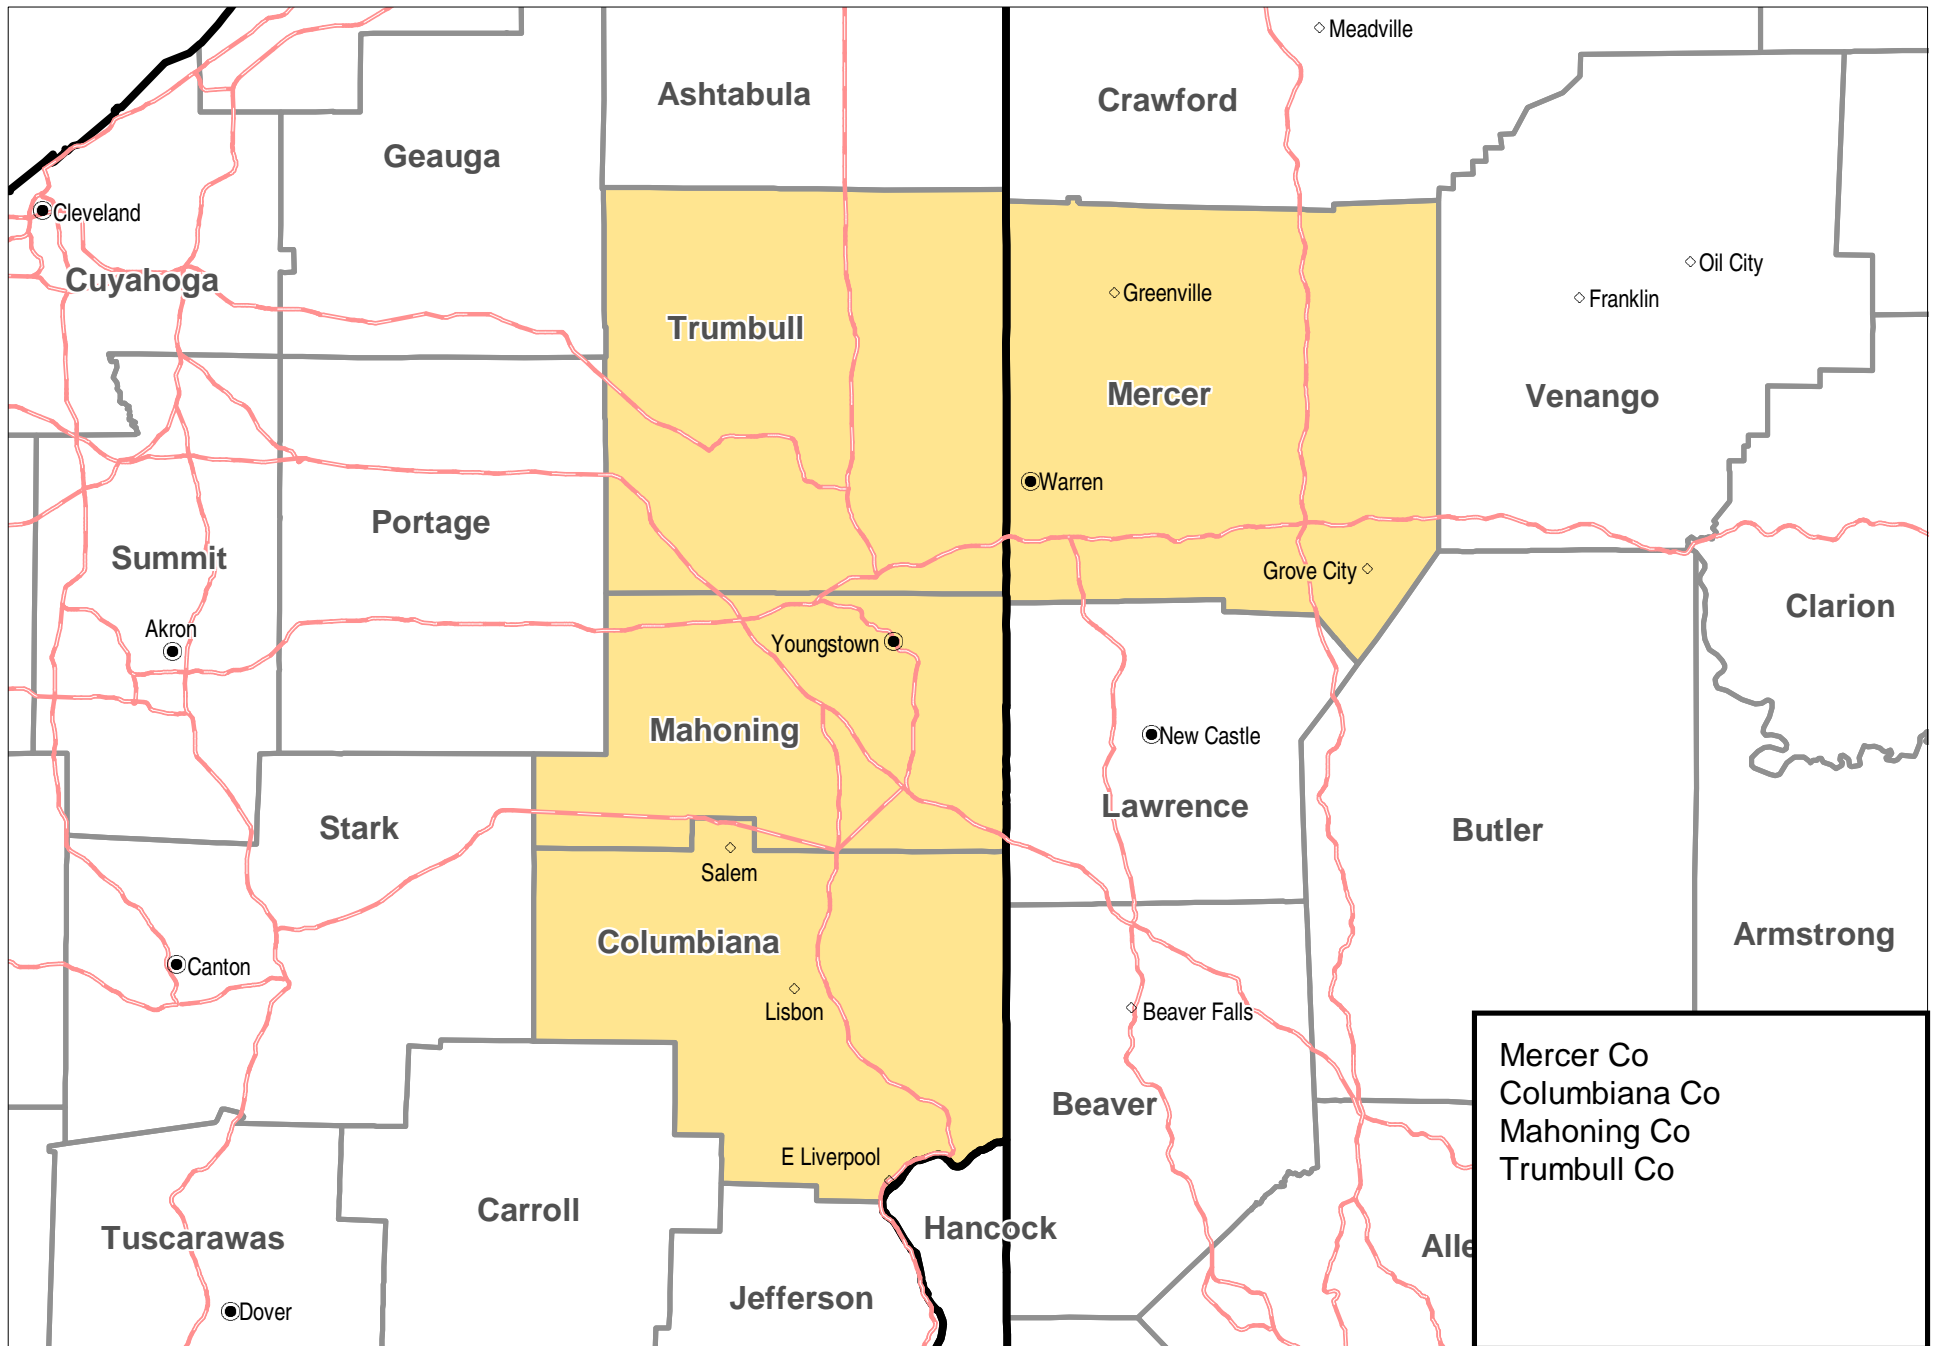 Meadville
Ashtabula
Crawford
Geauga
Cleveland
Oil City
Cuyahoga
Greenville
Franklin
Trumbull
Mercer
Venango
Warren
Portage
Summit
Grove City
Clarion
Akron
Youngstown
Mahoning
New Castle
Lawrence
Stark
Butler
Salem
Columbiana
Armstrong
Canton
Lisbon
Beaver Falls
Mercer Co
Columbiana Co
Mahoning Co
Trumbull Co
Beaver
E Liverpool
Carroll
Hancock
Tuscarawas
Alle
Jefferson
Dover